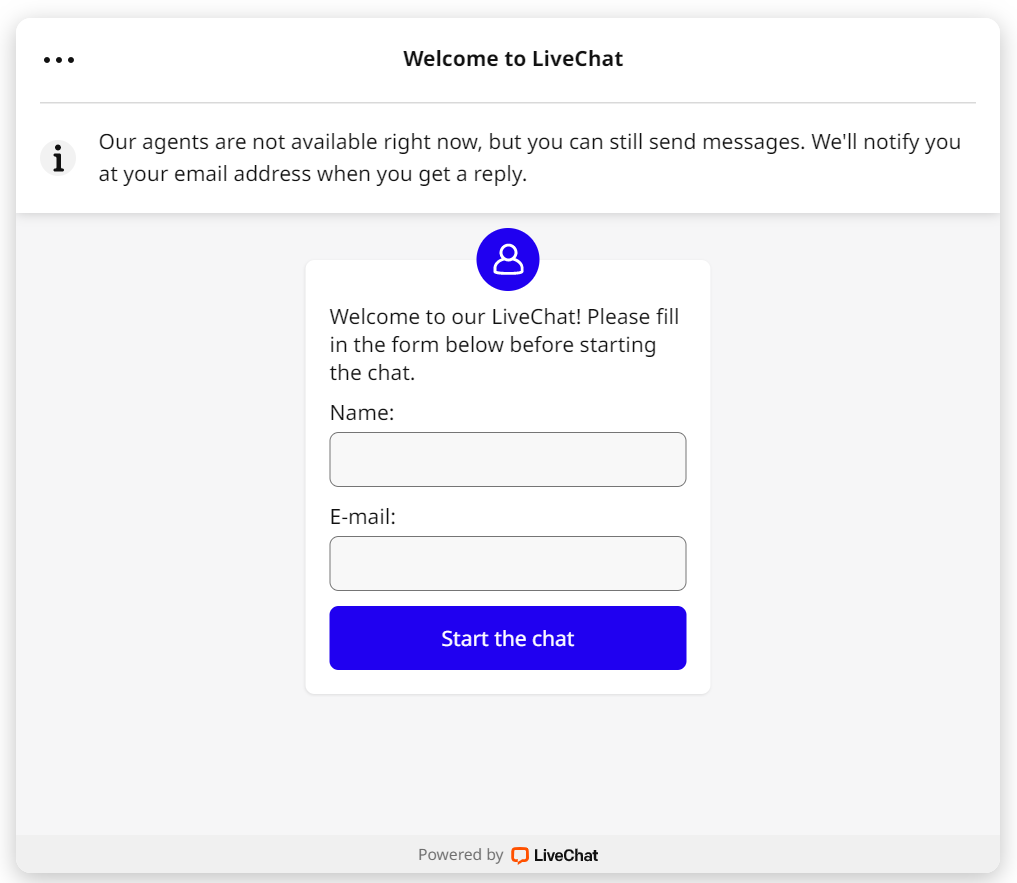 Welcome to LiveChat
Our agents are not available right now, but you can still send messages. We'll notify you
at your email address when you get a reply.
Welcome to our LiveChat! Please fill
in the form below before starting
the chat.
Name:
E-mail:
Start the chat
Powered by LiveChat